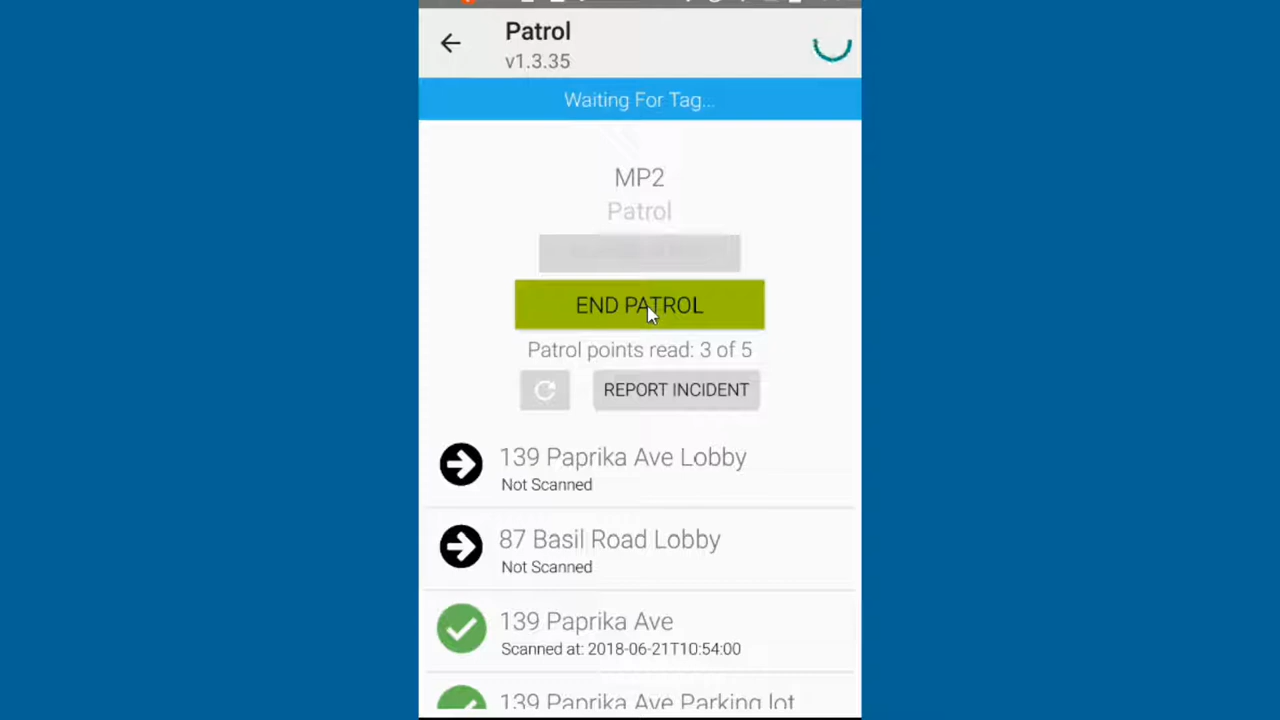 Patrol
v1.3.35
Waiting For Tag...
MP2
Patrol
END PATROL
Patrol points read: 3 of 5
REPORT INCIDENT
139 Paprika Ave Lobby
Not Scanned
87 Basil Road Lobby
Not Scanned
139 Paprika Ave
Scanned at: 2018-06-21T10:54:00
139 Paprika Ave Parking lot